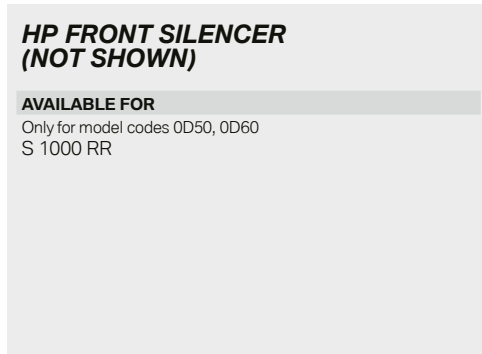 HP FRONT SILENCER
(NOT SHOWN)
AVAILABLE FOR
Only for model codes 0D50, 0D60
S 1000 RR